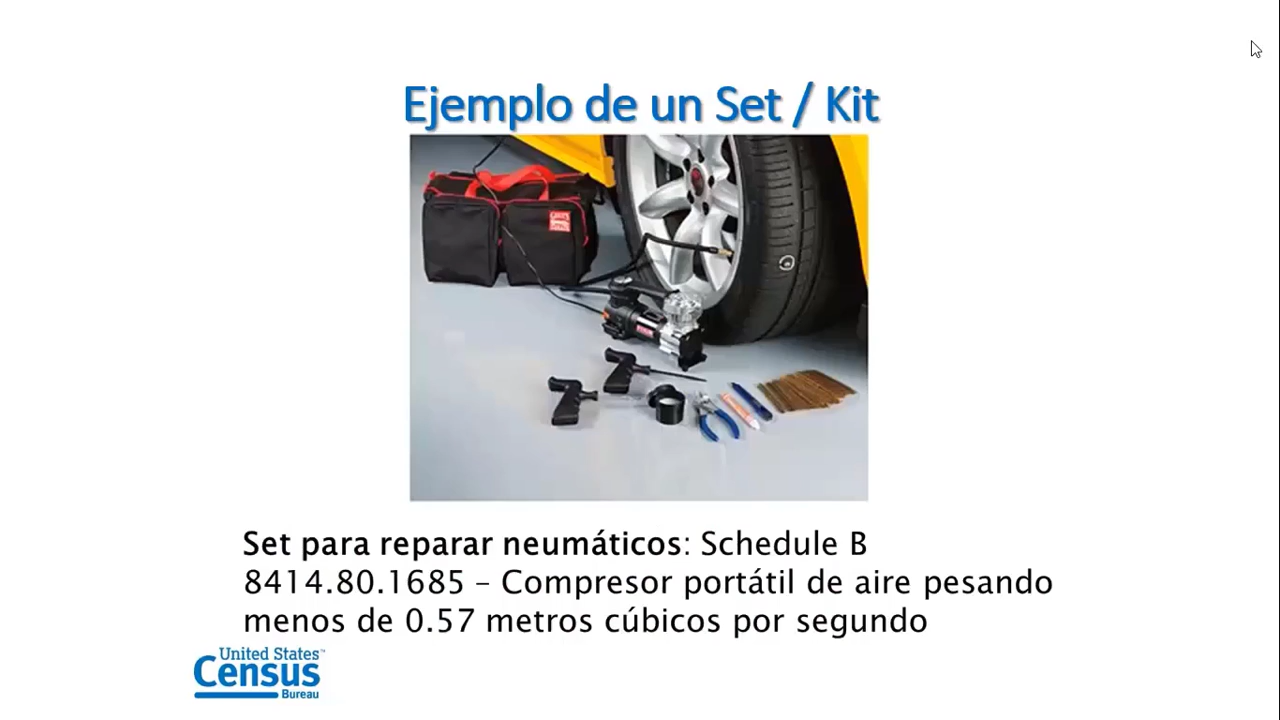 Ejemplo de un Set / Kit
Set para reparar neumáticos: Schedule B
8414.80.1685 – Compresor portátil de aire pesando
menos de 0.57 metros cúbicos por segundo
United States™
Census
Bureau